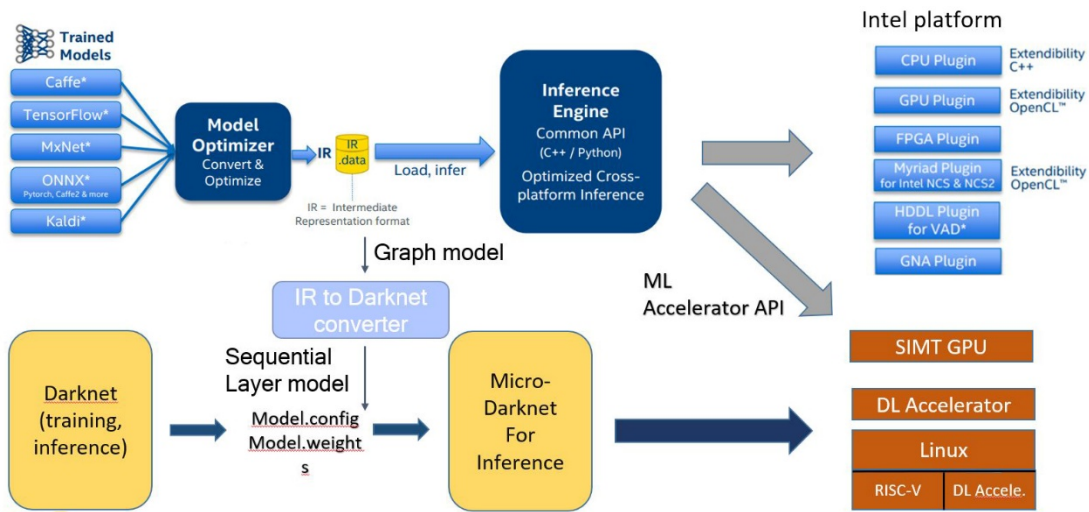 Trained
Models
Caffe*
TensorFlow*
MxNet*
ONNX*
Pytorch, Caffe2 & more
Kaldi*
Model
Optimizer
Convert &
Optimize
IR
IR
.data
IR = Intermediate
Representation format
Load, infer
Inference
Engine
Common API
(C++ / Python)
Optimized Cross-
platform Inference
Intel platform
CPU Plugin
Extendibility
C++
GPU Plugin
Extendibility
OpenCL™
FPGA Plugin
Myriad Plugin
for Intel NCS & NCS2
Extendibility
OpenCL™
HDDL Plugin
for VAD*
GNA Plugin
Graph model
IR to Darknet
converter
Sequential
Layer model
ML
Accelerator API
Darknet
(training,
inference)
Model.config
Model.weight
s
Micro-
Darknet
For
Inference
SIMT GPU
DL Accelerator
Linux
RISC-V
DL Accele.